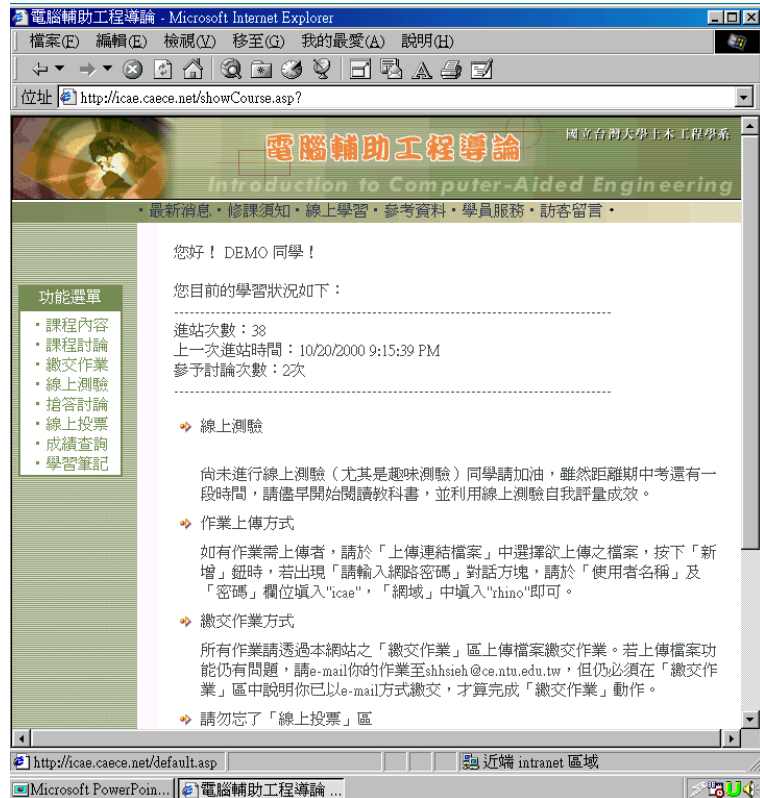 電腦輔助工程導論 - Microsoft Internet Explorer
檔案(F) 編輯(E) 檢視(V) 移至(G) 我的最愛(A) 說明(H)
位址 http://icae.caece.net/showCourse.asp?
國立台灣大學土木工程學系
電腦輔助工程導論
Introduction to Computer-Aided Engineering
・最新消息・修課須知・線上學習・參考資料・學員服務・訪客留言・
功能選單
・課程內容
・課程討論
・繳交作業
・線上測驗
・搶答討論
・線上投票
・成績查詢
・學習筆記
您好！ DEMO 同學！
您目前的學習狀況如下：
--------------------------------------------------------------------------------
進站次數：38
上一次進站時間：10/20/2000 9:15:39 PM
參予討論次數：2次
--------------------------------------------------------------------------------
線上測驗
尚未進行線上測驗（尤其是趣味測驗）同學請加油，雖然距離期中考還有一
段時間，請儘早開始閱讀教科書，並利用線上測驗自我評量成效。
作業上傳方式
如有作業需上傳者，請於「上傳連結檔案」中選擇欲上傳之檔案，按下「新
增」鈕時，若出現「請輸入網路密碼」對話方塊，請於「使用者名稱」及
「密碼」欄位填入"icae"，「網域」中填入"rhino"即可。
繳交作業方式
所有作業請透過本網站之「繳交作業」區上傳檔案繳交作業。若上傳檔案功
能仍有問題，請e-mail你的作業至shhsieh@ce.ntu.edu.tw，但仍必須在「繳交作
業」區中說明你已以e-mail方式繳交，才算完成「繳交作業」動作。
請勿忘了「線上投票」區
http://icae.caece.net/default.asp
近端 intranet 區域
Microsoft PowerPoin...
電腦輔助工程導論 ...